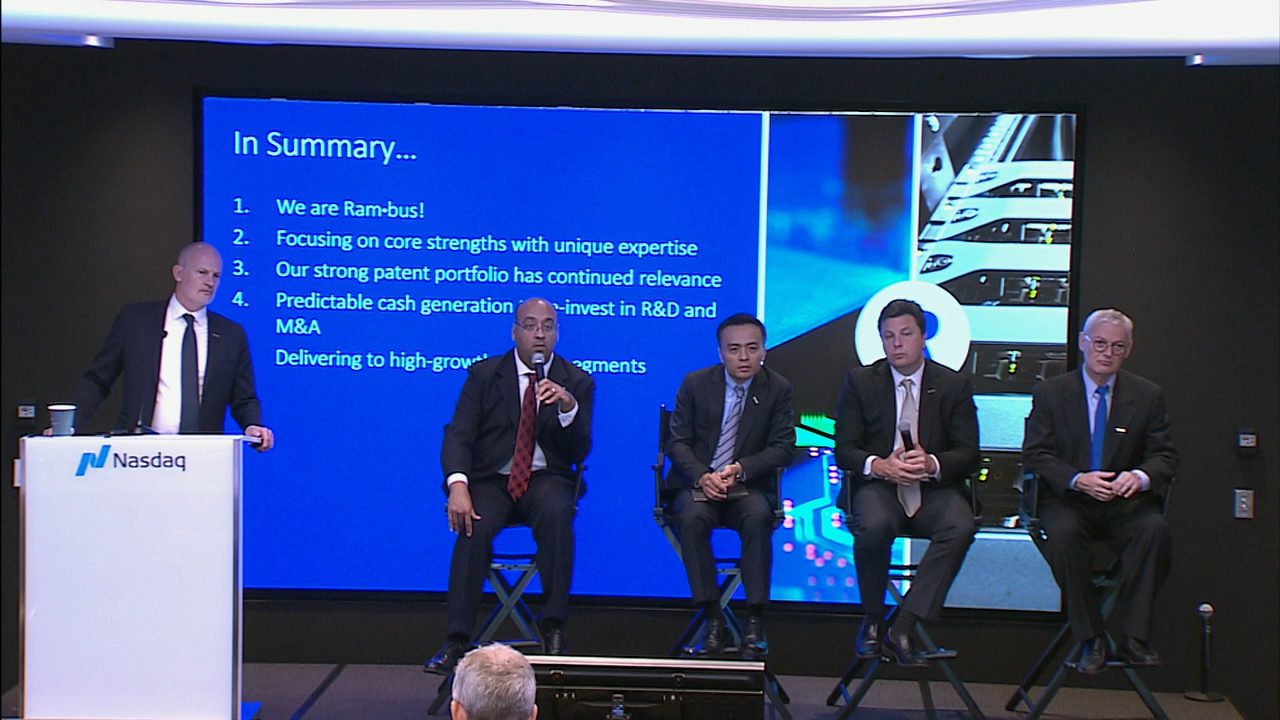 In Summary...
1. We are Ram•bus!
2. Focusing on core strengths with unique expertise
3. Our strong patent portfolio has continued relevance
4. Predictable cash generation -invest in R&D and
M&A
Delivering to high-growth egments
Nasdaq
R